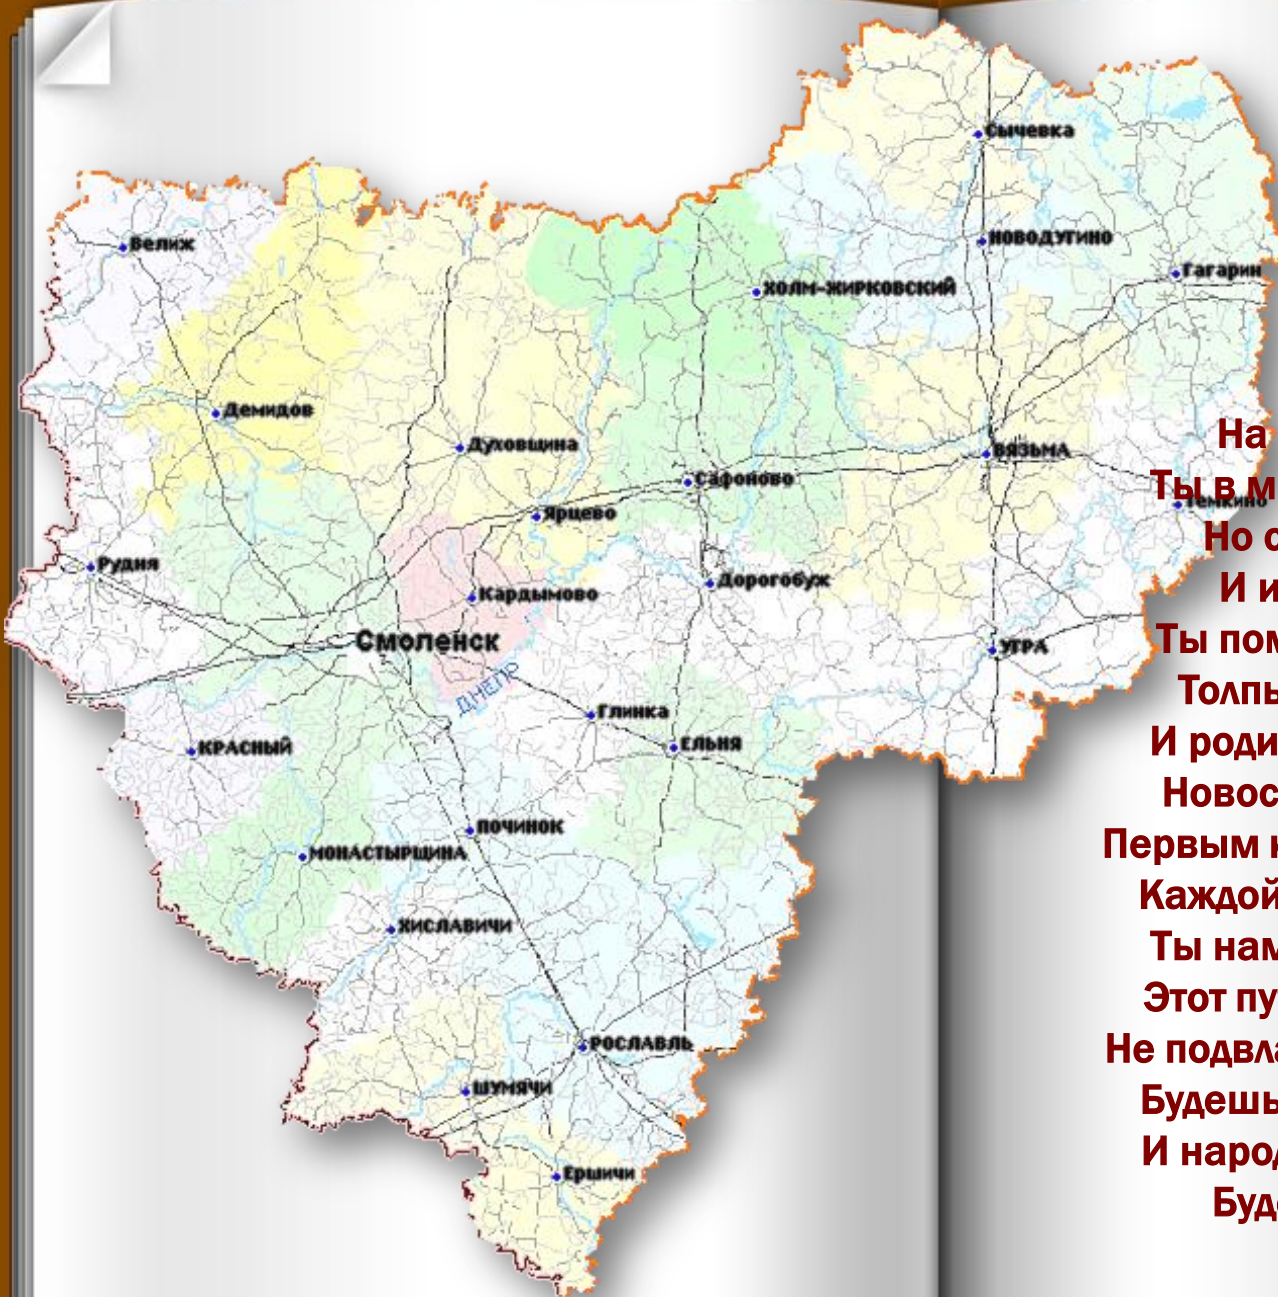 Сычевка
Велиж
НОВОДУГИНО
Гагарин
ХОЛМ-ЖИРКОВСКИЙ
Демидов
Духовщина
ВЯЗЬМА
Сафоново
Темкино
Ярцево
Рудня
Дорогобуж
Кардымово
Смоленск
УГРА
ДНЕПР
Глинка
КРАСНЫЙ
ЕЛЬНЯ
ПОЧИНОК
МОНАСТЫРЩИНА
ХИСЛАВИЧИ
РОСЛАВЛЬ
ШУМЯЧИ
Ершичи
На
Ты в м
Но с
И и
Ты пом
Толпы
И роди
Новос
Первым
Каждой
Ты нам
Этот пу
Не подвла
Будешь
И народ
Буд